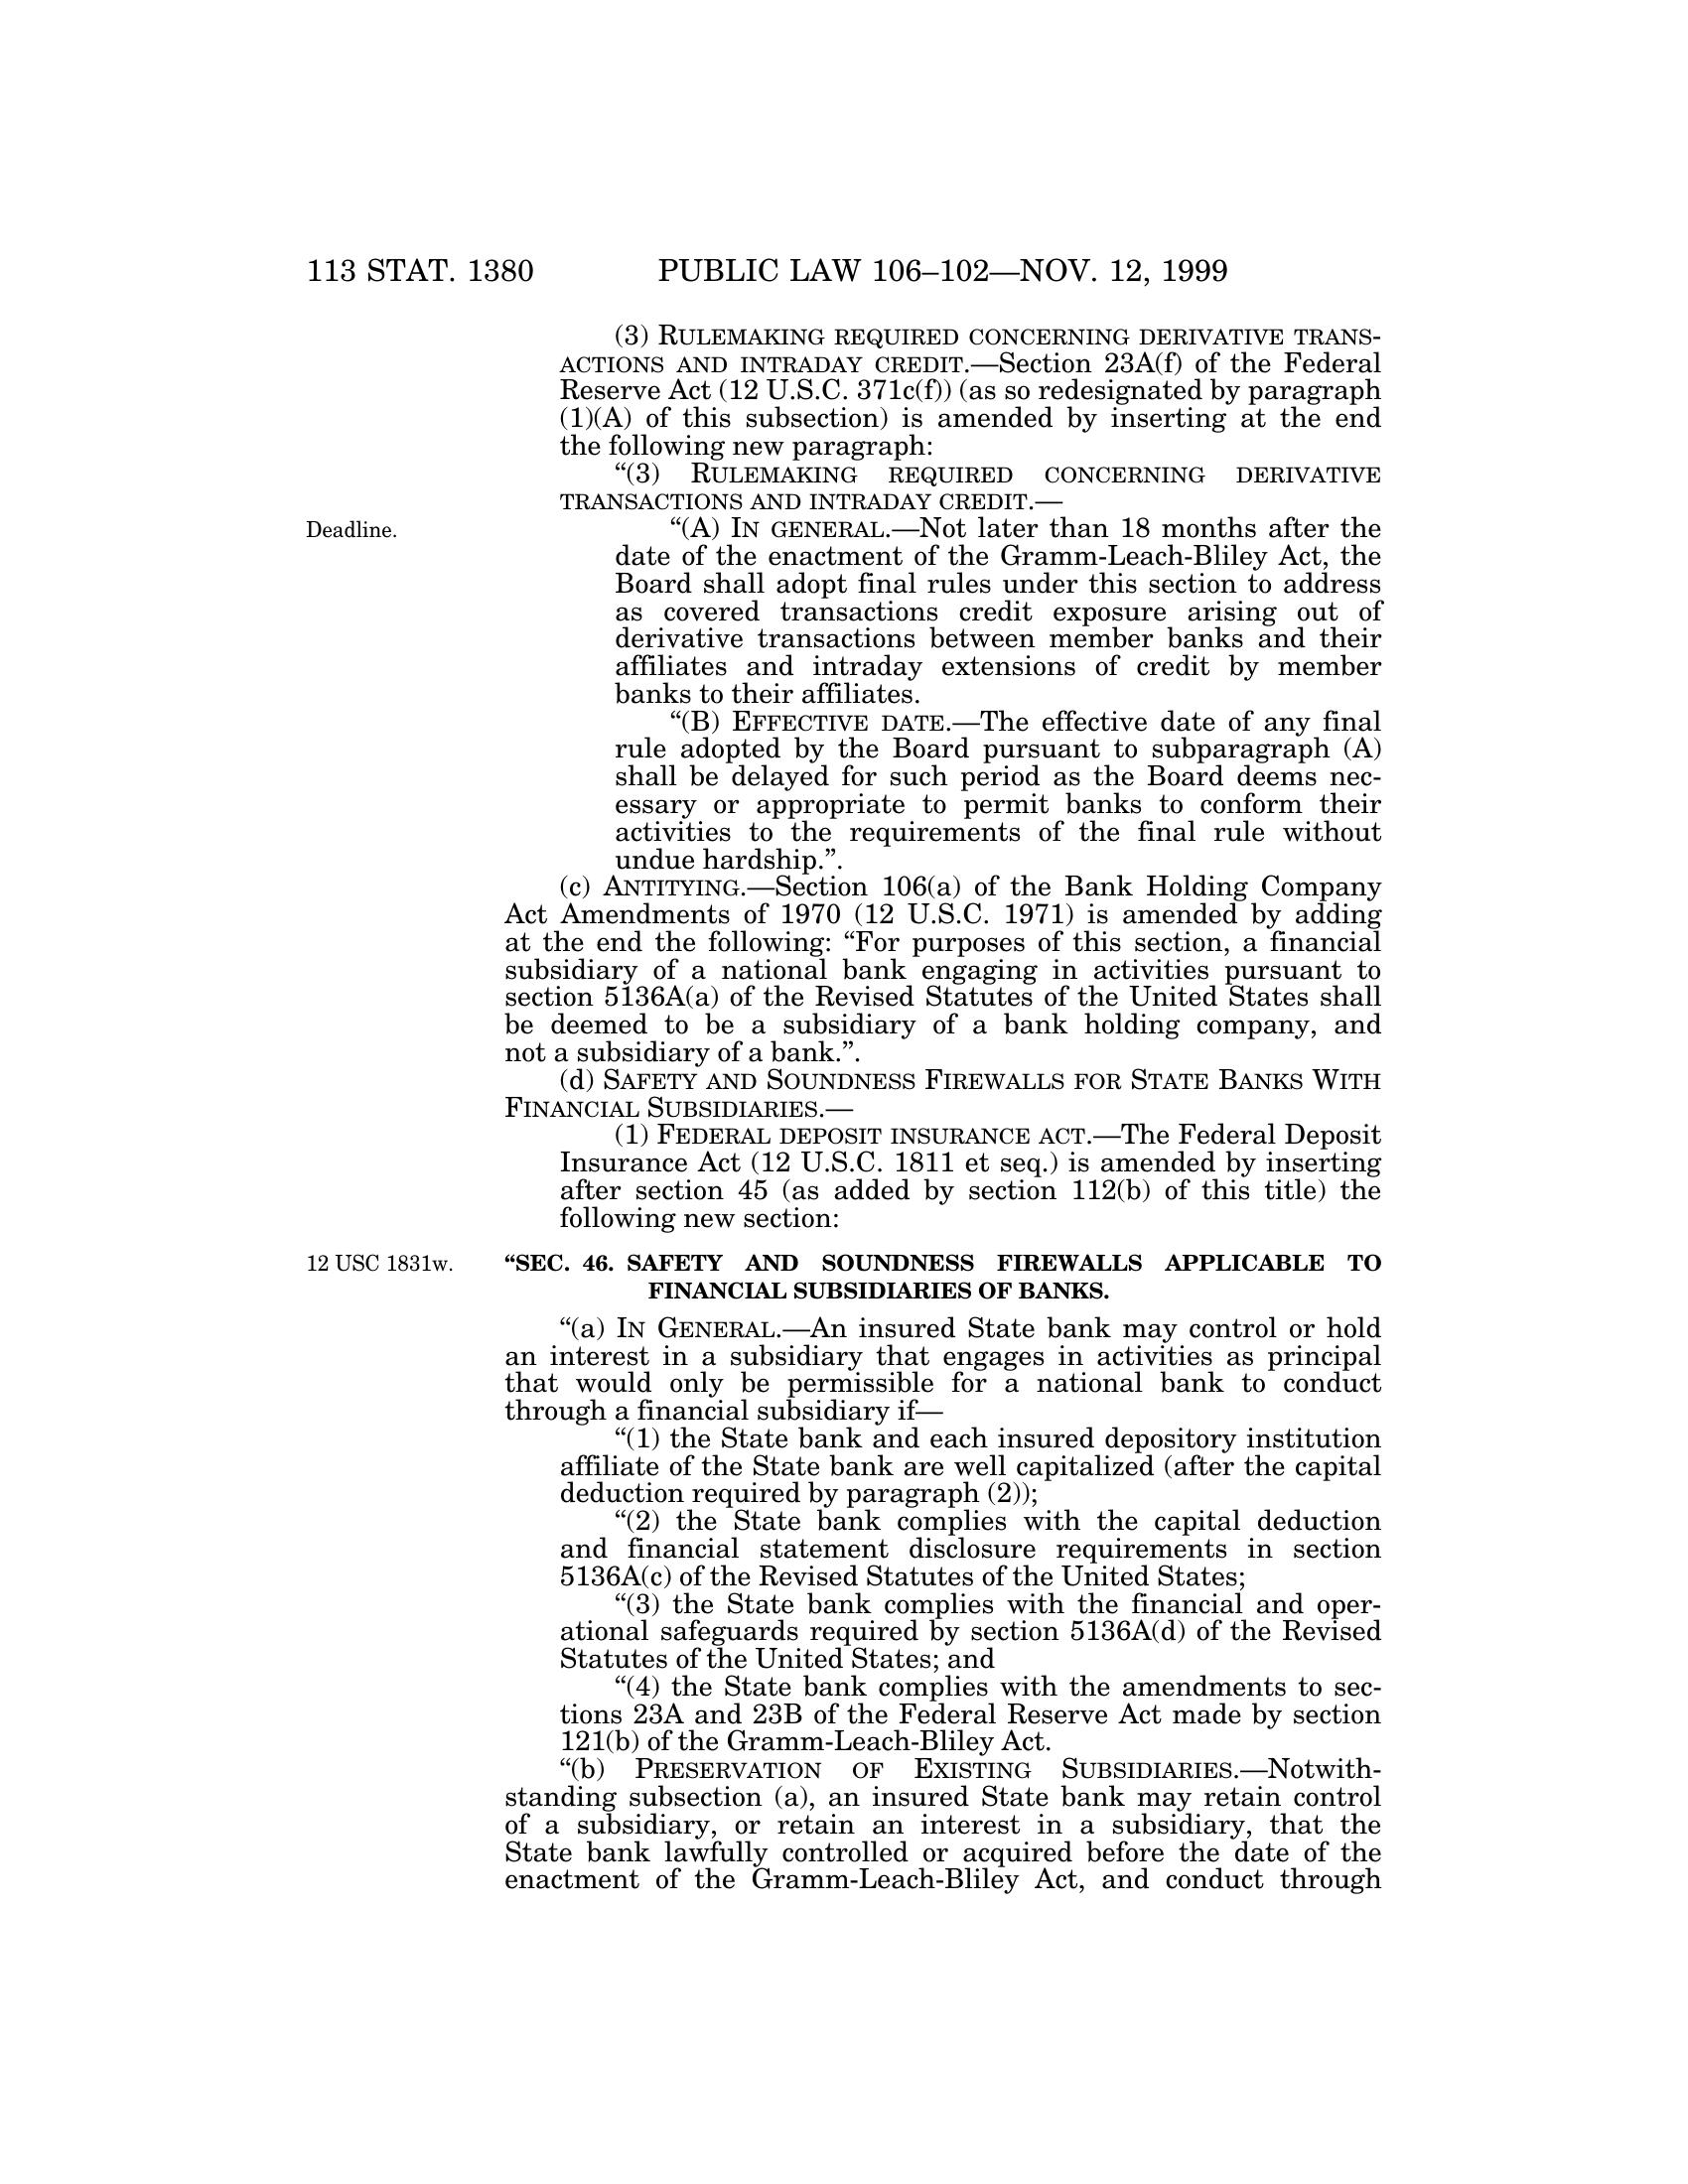 113 STAT. 1380 PUBLIC LAW 106–102—NOV. 12, 1999
(3) RULEMAKING REQUIRED CONCERNING DERIVATIVE TRANS-
ACTIONS AND INTRADAY CREDIT.—Section 23A(f) of the Federal
Reserve Act (12 U.S.C. 371c(f)) (as so redesignated by paragraph
(1)(A) of this subsection) is amended by inserting at the end
the following new paragraph:
“(3) RULEMAKING REQUIRED CONCERNING DERIVATIVE
TRANSACTIONS AND INTRADAY CREDIT.—
Deadline.
“(A) IN GENERAL.—Not later than 18 months after the
date of the enactment of the Gramm-Leach-Bliley Act, the
Board shall adopt final rules under this section to address
as covered transactions credit exposure arising out of
derivative transactions between member banks and their
affiliates and intraday extensions of credit by member
banks to their affiliates.
“(B) EFFECTIVE DATE.—The effective date of any final
rule adopted by the Board pursuant to subparagraph (A)
shall be delayed for such period as the Board deems nec-
essary or appropriate to permit banks to conform their
activities to the requirements of the final rule without
undue hardship.”.
(c) ANTITYING.—Section 106(a) of the Bank Holding Company
Act Amendments of 1970 (12 U.S.C. 1971) is amended by adding
at the end the following: “For purposes of this section, a financial
subsidiary of a national bank engaging in activities pursuant to
section 5136A(a) of the Revised Statutes of the United States shall
be deemed to be a subsidiary of a bank holding company, and
not a subsidiary of a bank.”.
(d) SAFETY AND SOUNDNESS FIREWALLS FOR STATE BANKS WITH
FINANCIAL SUBSIDIARIES.—
(1) FEDERAL DEPOSIT INSURANCE ACT.—The Federal Deposit
Insurance Act (12 U.S.C. 1811 et seq.) is amended by inserting
after section 45 (as added by section 112(b) of this title) the
following new section:
12 USC 1831w.
“SEC. 46. SAFETY AND SOUNDNESS FIREWALLS APPLICABLE TO
FINANCIAL SUBSIDIARIES OF BANKS.
“(a) IN GENERAL.—An insured State bank may control or hold
an interest in a subsidiary that engages in activities as principal
that would only be permissible for a national bank to conduct
through a financial subsidiary if—
“(1) the State bank and each insured depository institution
affiliate of the State bank are well capitalized (after the capital
deduction required by paragraph (2));
“(2) the State bank complies with the capital deduction
and financial statement disclosure requirements in section
5136A(c) of the Revised Statutes of the United States;
“(3) the State bank complies with the financial and oper-
ational safeguards required by section 5136A(d) of the Revised
Statutes of the United States; and
“(4) the State bank complies with the amendments to sec-
tions 23A and 23B of the Federal Reserve Act made by section
121(b) of the Gramm-Leach-Bliley Act.
“(b) PRESERVATION OF EXISTING SUBSIDIARIES.—Notwith-
standing subsection (a), an insured State bank may retain control
of a subsidiary, or retain an interest in a subsidiary, that the
State bank lawfully controlled or acquired before the date of the
enactment of the Gramm-Leach-Bliley Act, and conduct through